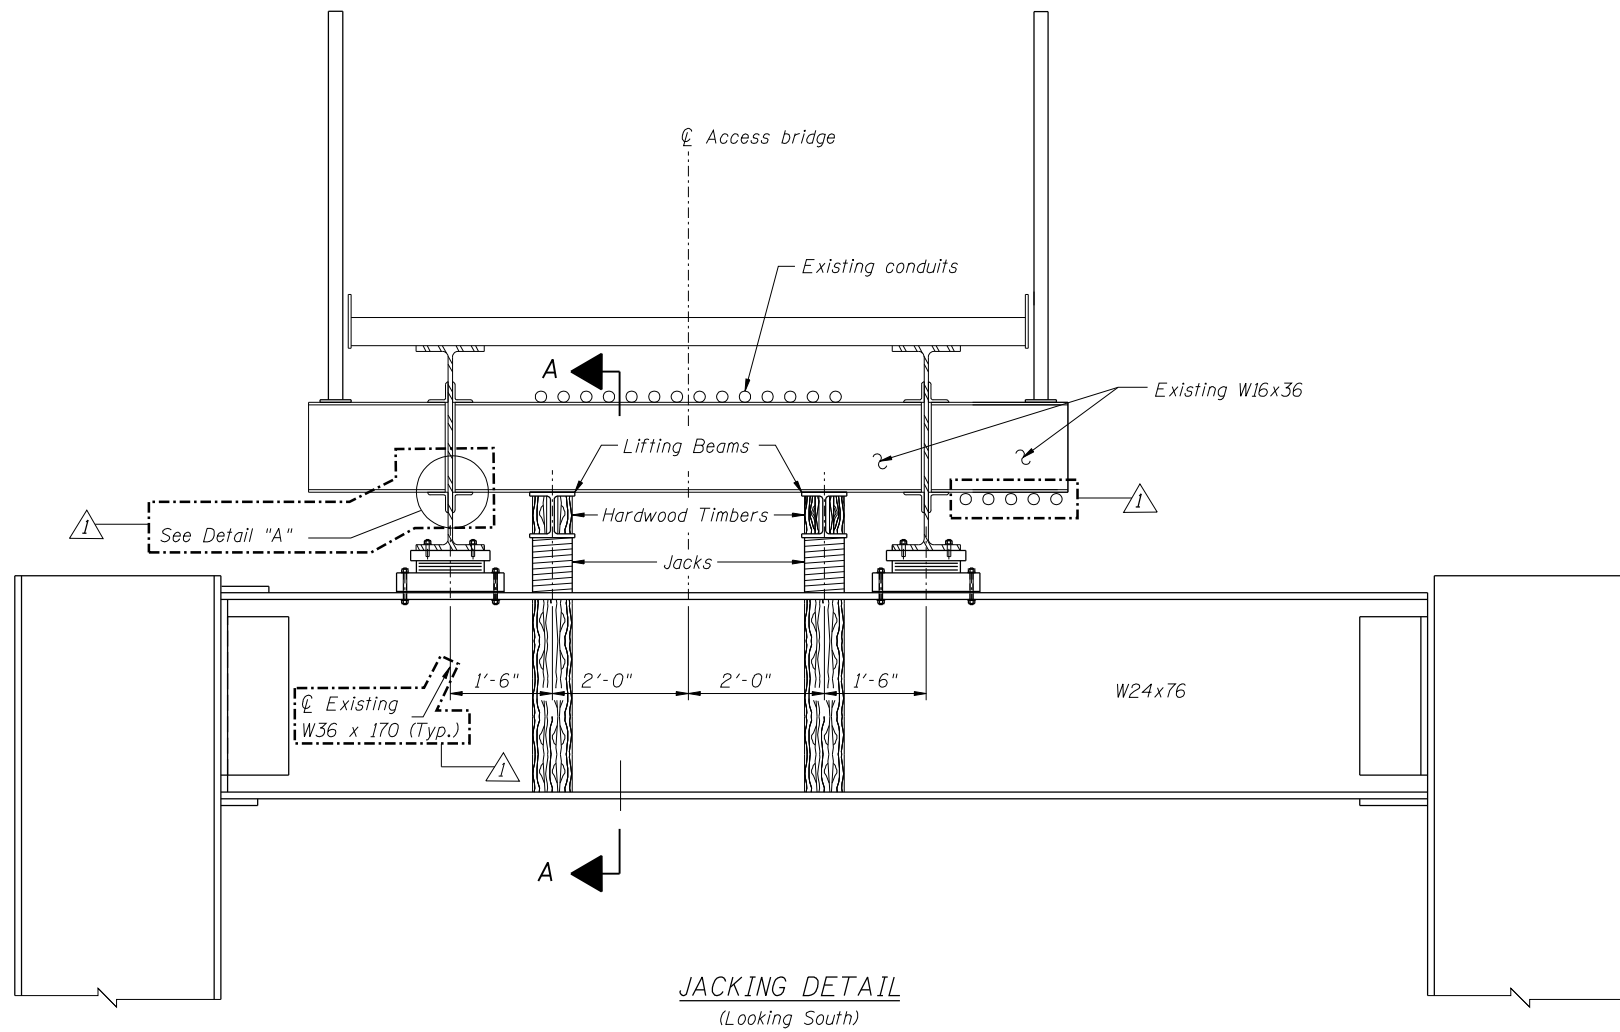 ℄ Access bridge
Existing conduits
A
Existing W16x36
Lifting Beams
Hardwood Timbers
1
See Detail "A"
1
Jacks
1'-6"
2'-0"
2'-0"
1'-6"
W24x76
℄ Existing
W36 x 170 (Typ.)
1
A
JACKING DETAIL
(Looking South)